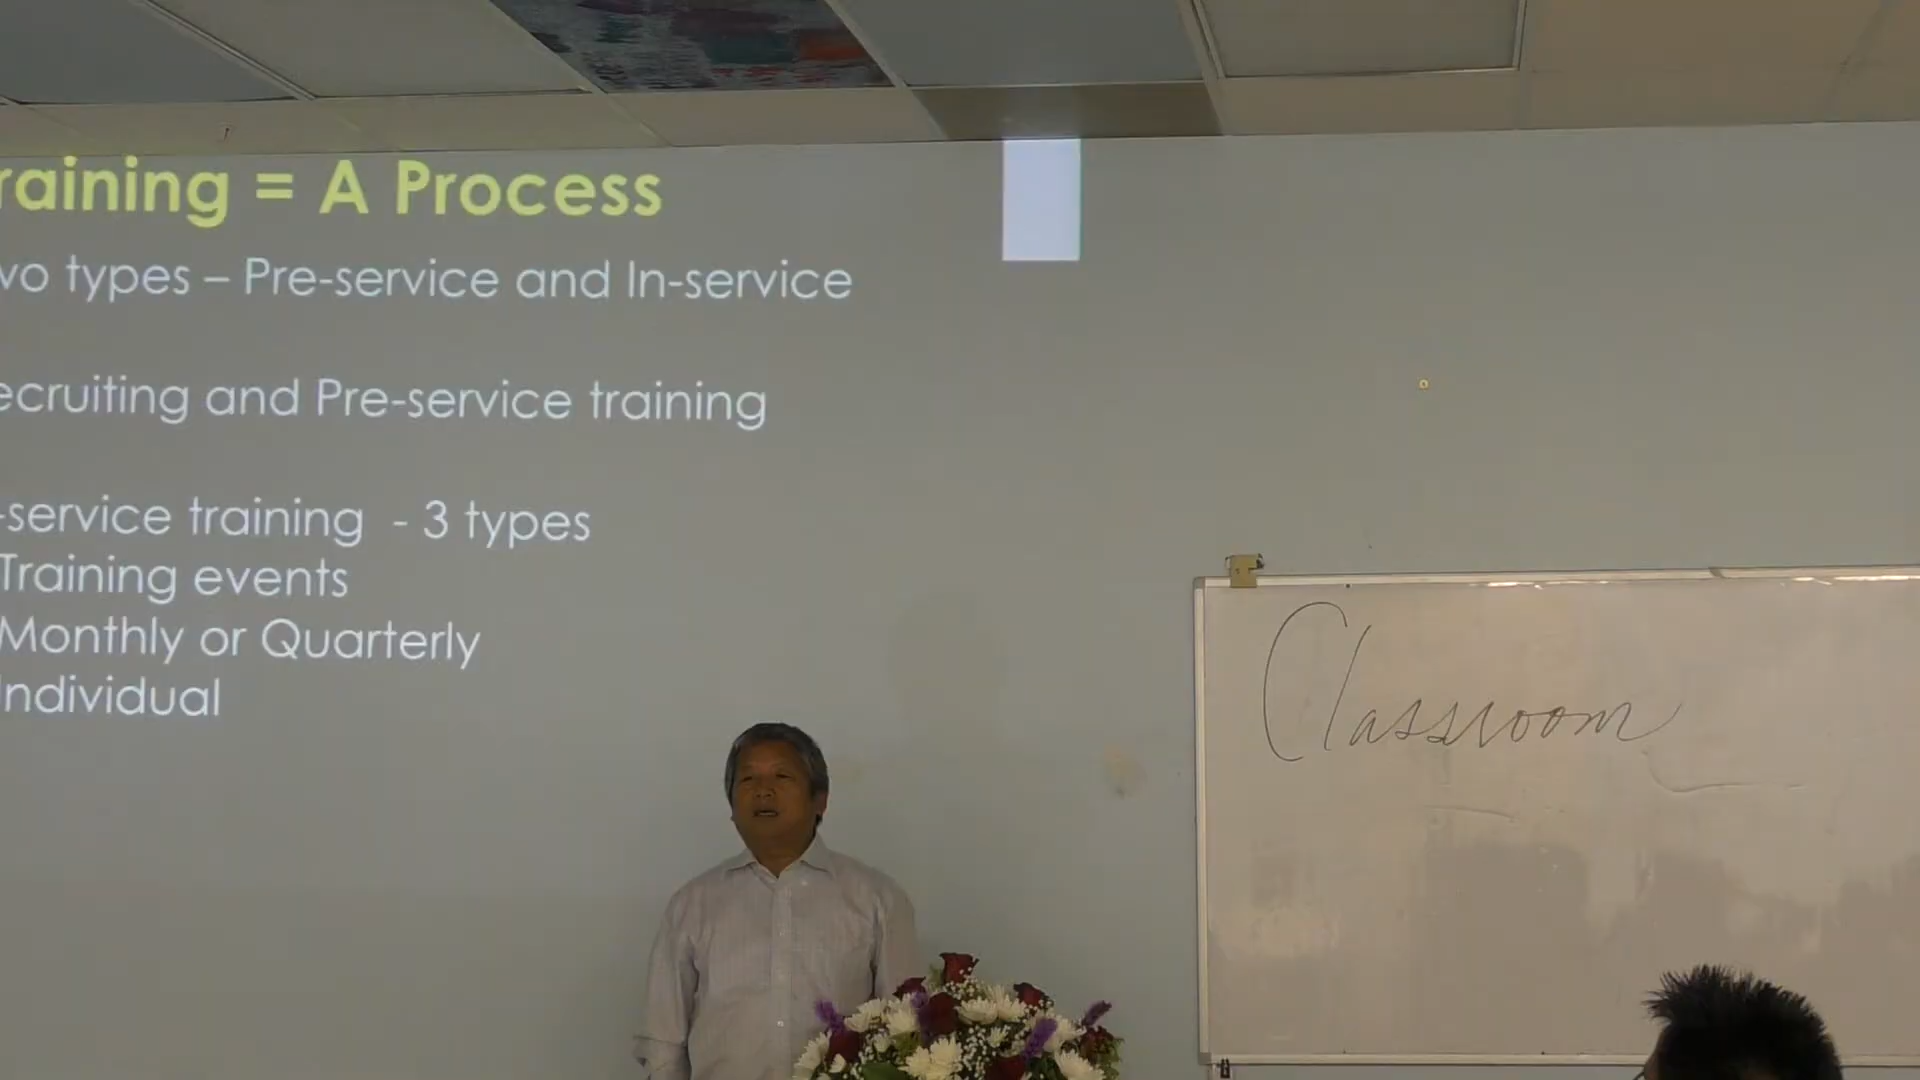 raining = A Process
wo types – Pre-service and In-service
ecruiting and Pre-service training
-service training - 3 types
Training events
Monthly or Quarterly
Individual
Classroom